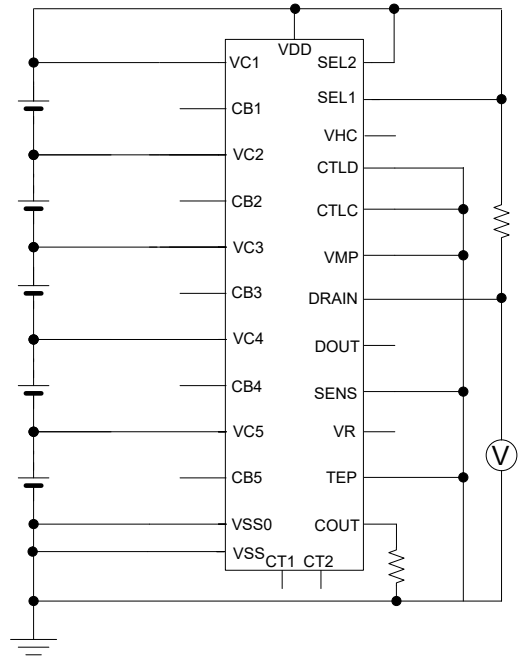 VDD
VC1
SEL2
CB1
SEL1
VC2
VHC
CB2
CTLD
VC3
CTLC
CB3
VMP
VC4
DRAIN
CB4
DOUT
VC5
SENS
CB5
VR
VSS0
TEP
VSS
COUT
CT1 CT2
V